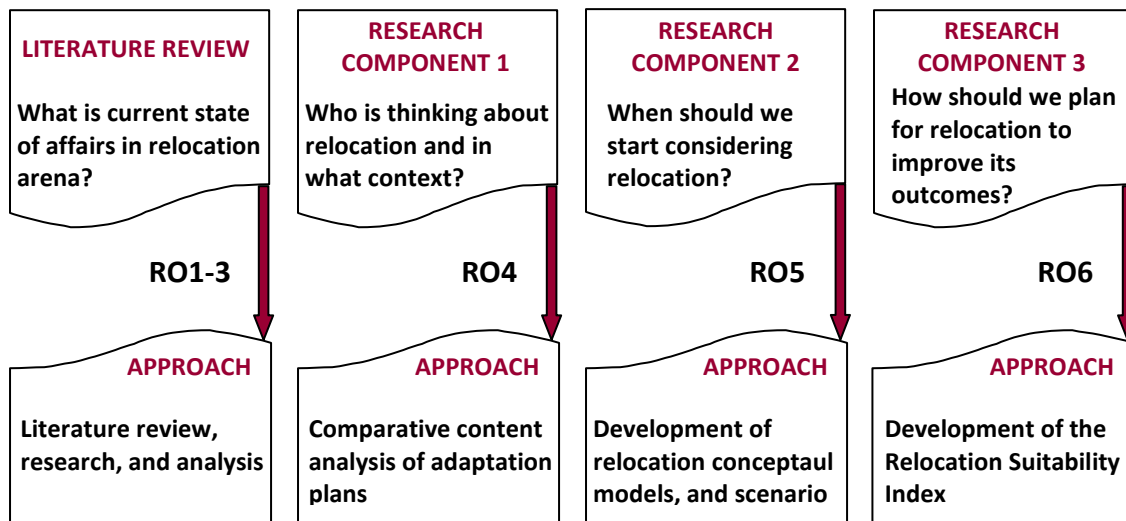 LITERATURE REVIEW
What is current state
of affairs in relocation
arena?
RO1-3
APPROACH
Literature review,
research, and analysis
RESEARCH
COMPONENT 1
Who is thinking about
relocation and in
what context?
RO4
APPROACH
Comparative content
analysis of adaptation
plans
RESEARCH
COMPONENT 2
When should we
start considering
relocation?
RO5
APPROACH
Development of
relocation conceptaul
models, and scenario
RESEARCH
COMPONENT 3
How should we plan
for relocation to
improve its
outcomes?
RO6
APPROACH
Development of the
Relocation Suitability
Index